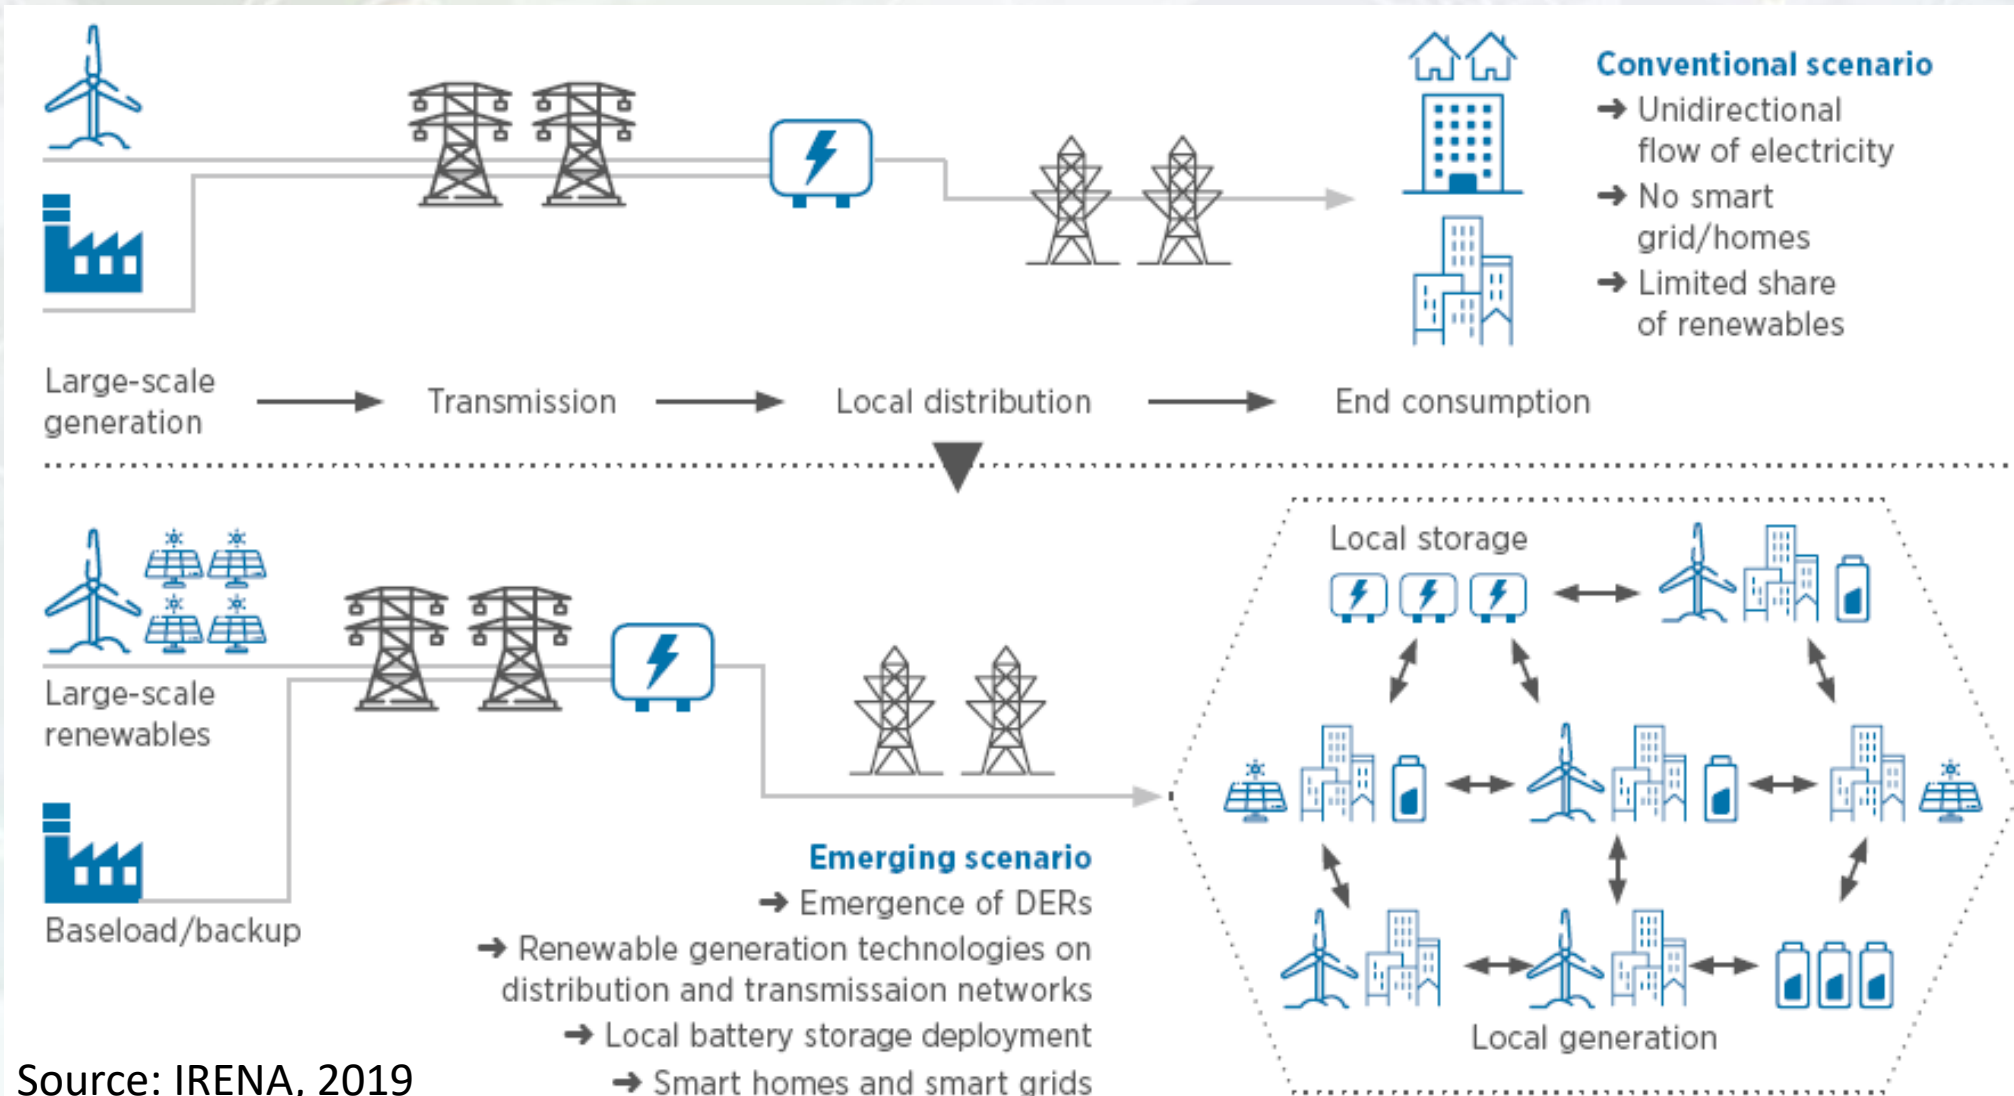 Conventional scenario
➔ Unidirectional
flow of electricity
➔ No smart
grid/homes
➔ Limited share
of renewables
Large-scale
generation
Transmission
Local distribution
End consumption
Large-scale
renewables
Baseload/backup
Emerging scenario
➔ Emergence of DERs
➔ Renewable generation technologies on
distribution and transmissaion networks
➔ Local battery storage deployment
➔ Smart homes and smart grids
Local storage
Local generation
Source: IRENA, 2019